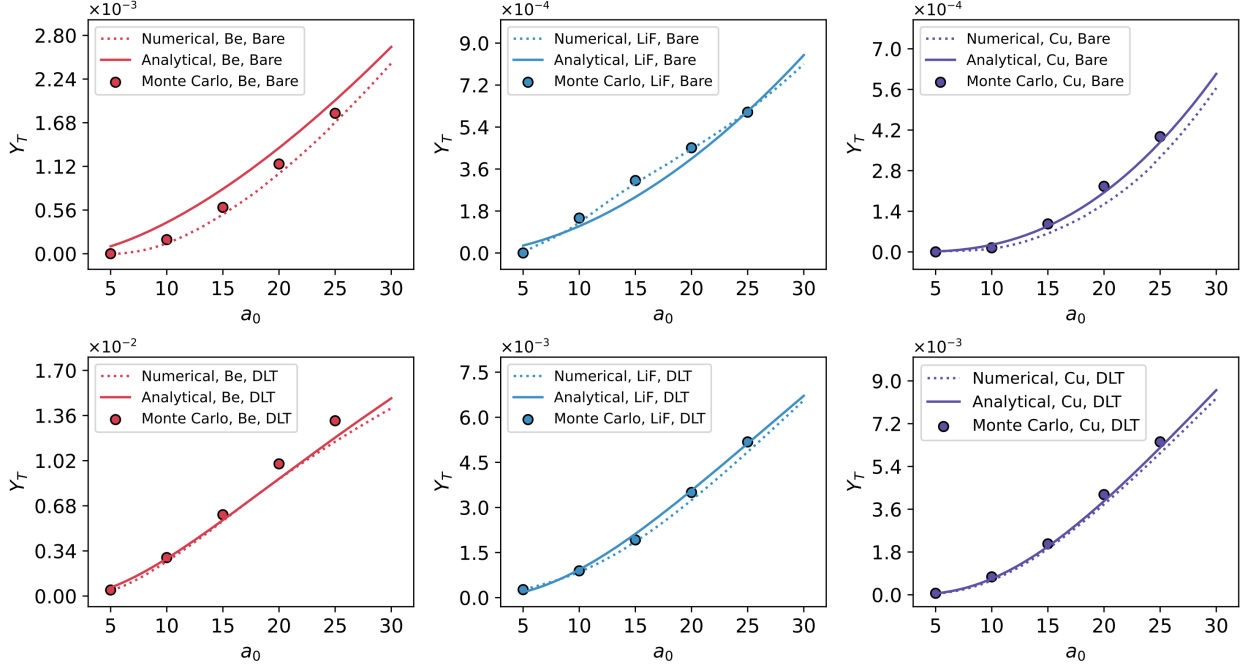 ×10⁻³
Numerical, Be, Bare
Analytical, Be, Bare
Monte Carlo, Be, Bare
2.80
2.24
1.68
1.12
0.56
0.00
Y_T
5 10 15 20 25 30
a₀
×10⁻⁴
Numerical, LiF, Bare
Analytical, LiF, Bare
Monte Carlo, LiF, Bare
9.0
7.2
5.4
3.6
1.8
0.0
Y_T
5 10 15 20 25 30
a₀
×10⁻⁴
Numerical, Cu, Bare
Analytical, Cu, Bare
Monte Carlo, Cu, Bare
7.0
5.6
4.2
2.8
1.4
0.0
Y_T
5 10 15 20 25 30
a₀
×10⁻²
Numerical, Be, DLT
Analytical, Be, DLT
Monte Carlo, Be, DLT
1.70
1.36
1.02
0.68
0.34
0.00
Y_T
5 10 15 20 25 30
a₀
×10⁻³
Numerical, LiF, DLT
Analytical, LiF, DLT
Monte Carlo, LiF, DLT
7.5
6.0
4.5
3.0
1.5
0.0
Y_T
5 10 15 20 25 30
a₀
×10⁻³
Numerical, Cu, DLT
Analytical, Cu, DLT
Monte Carlo, Cu, DLT
9.0
7.2
5.4
3.6
1.8
0.0
Y_T
5 10 15 20 25 30
a₀